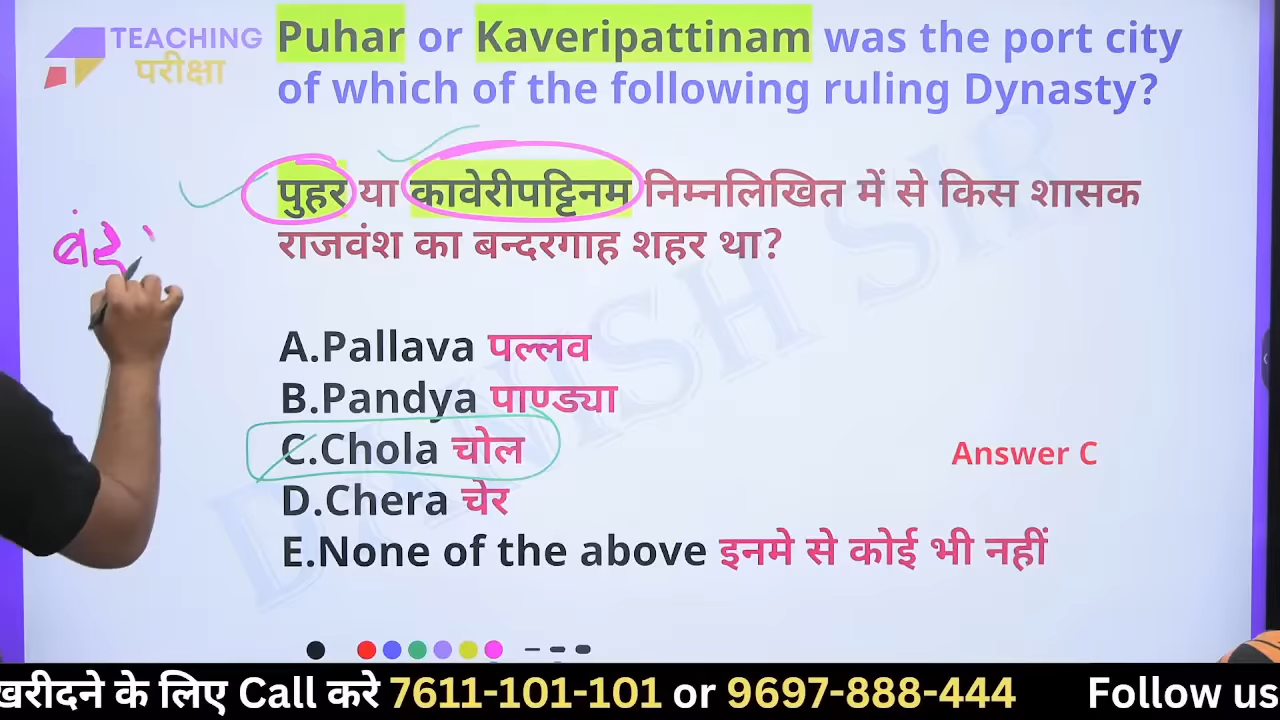 TEACHING
परीक्षा
Puhar or Kaveripattinam was the port city
of which of the following ruling Dynasty?
पुहर या कावेरीपट्टिनम निम्नलिखित में से किस शासक
राजवंश का बन्दरगाह शहर था?
A.Pallava पल्लव
B.Pandya पाण्ड्या
C.Chola चोल
Answer C
D.Chera चेर
E.None of the above इनमे से कोई भी नहीं
DANISH SIR
खरीदने के लिए Call करे 7611-101-101 or 9697-888-444 Follow us